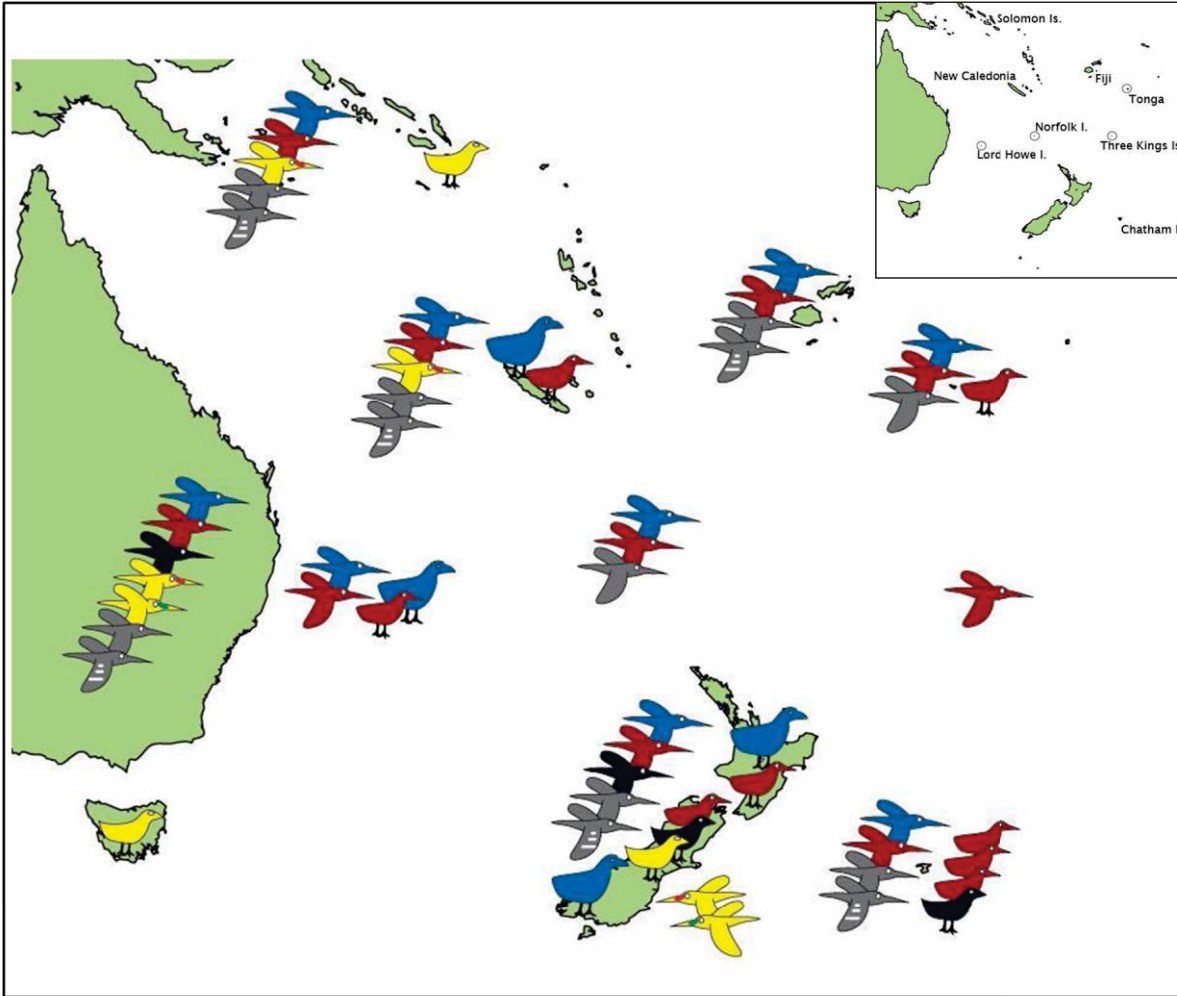 Solomon Is.
New Caledonia
Fiji
Tonga
Norfolk I.
Lord Howe I.
Three Kings Is
Chatham I